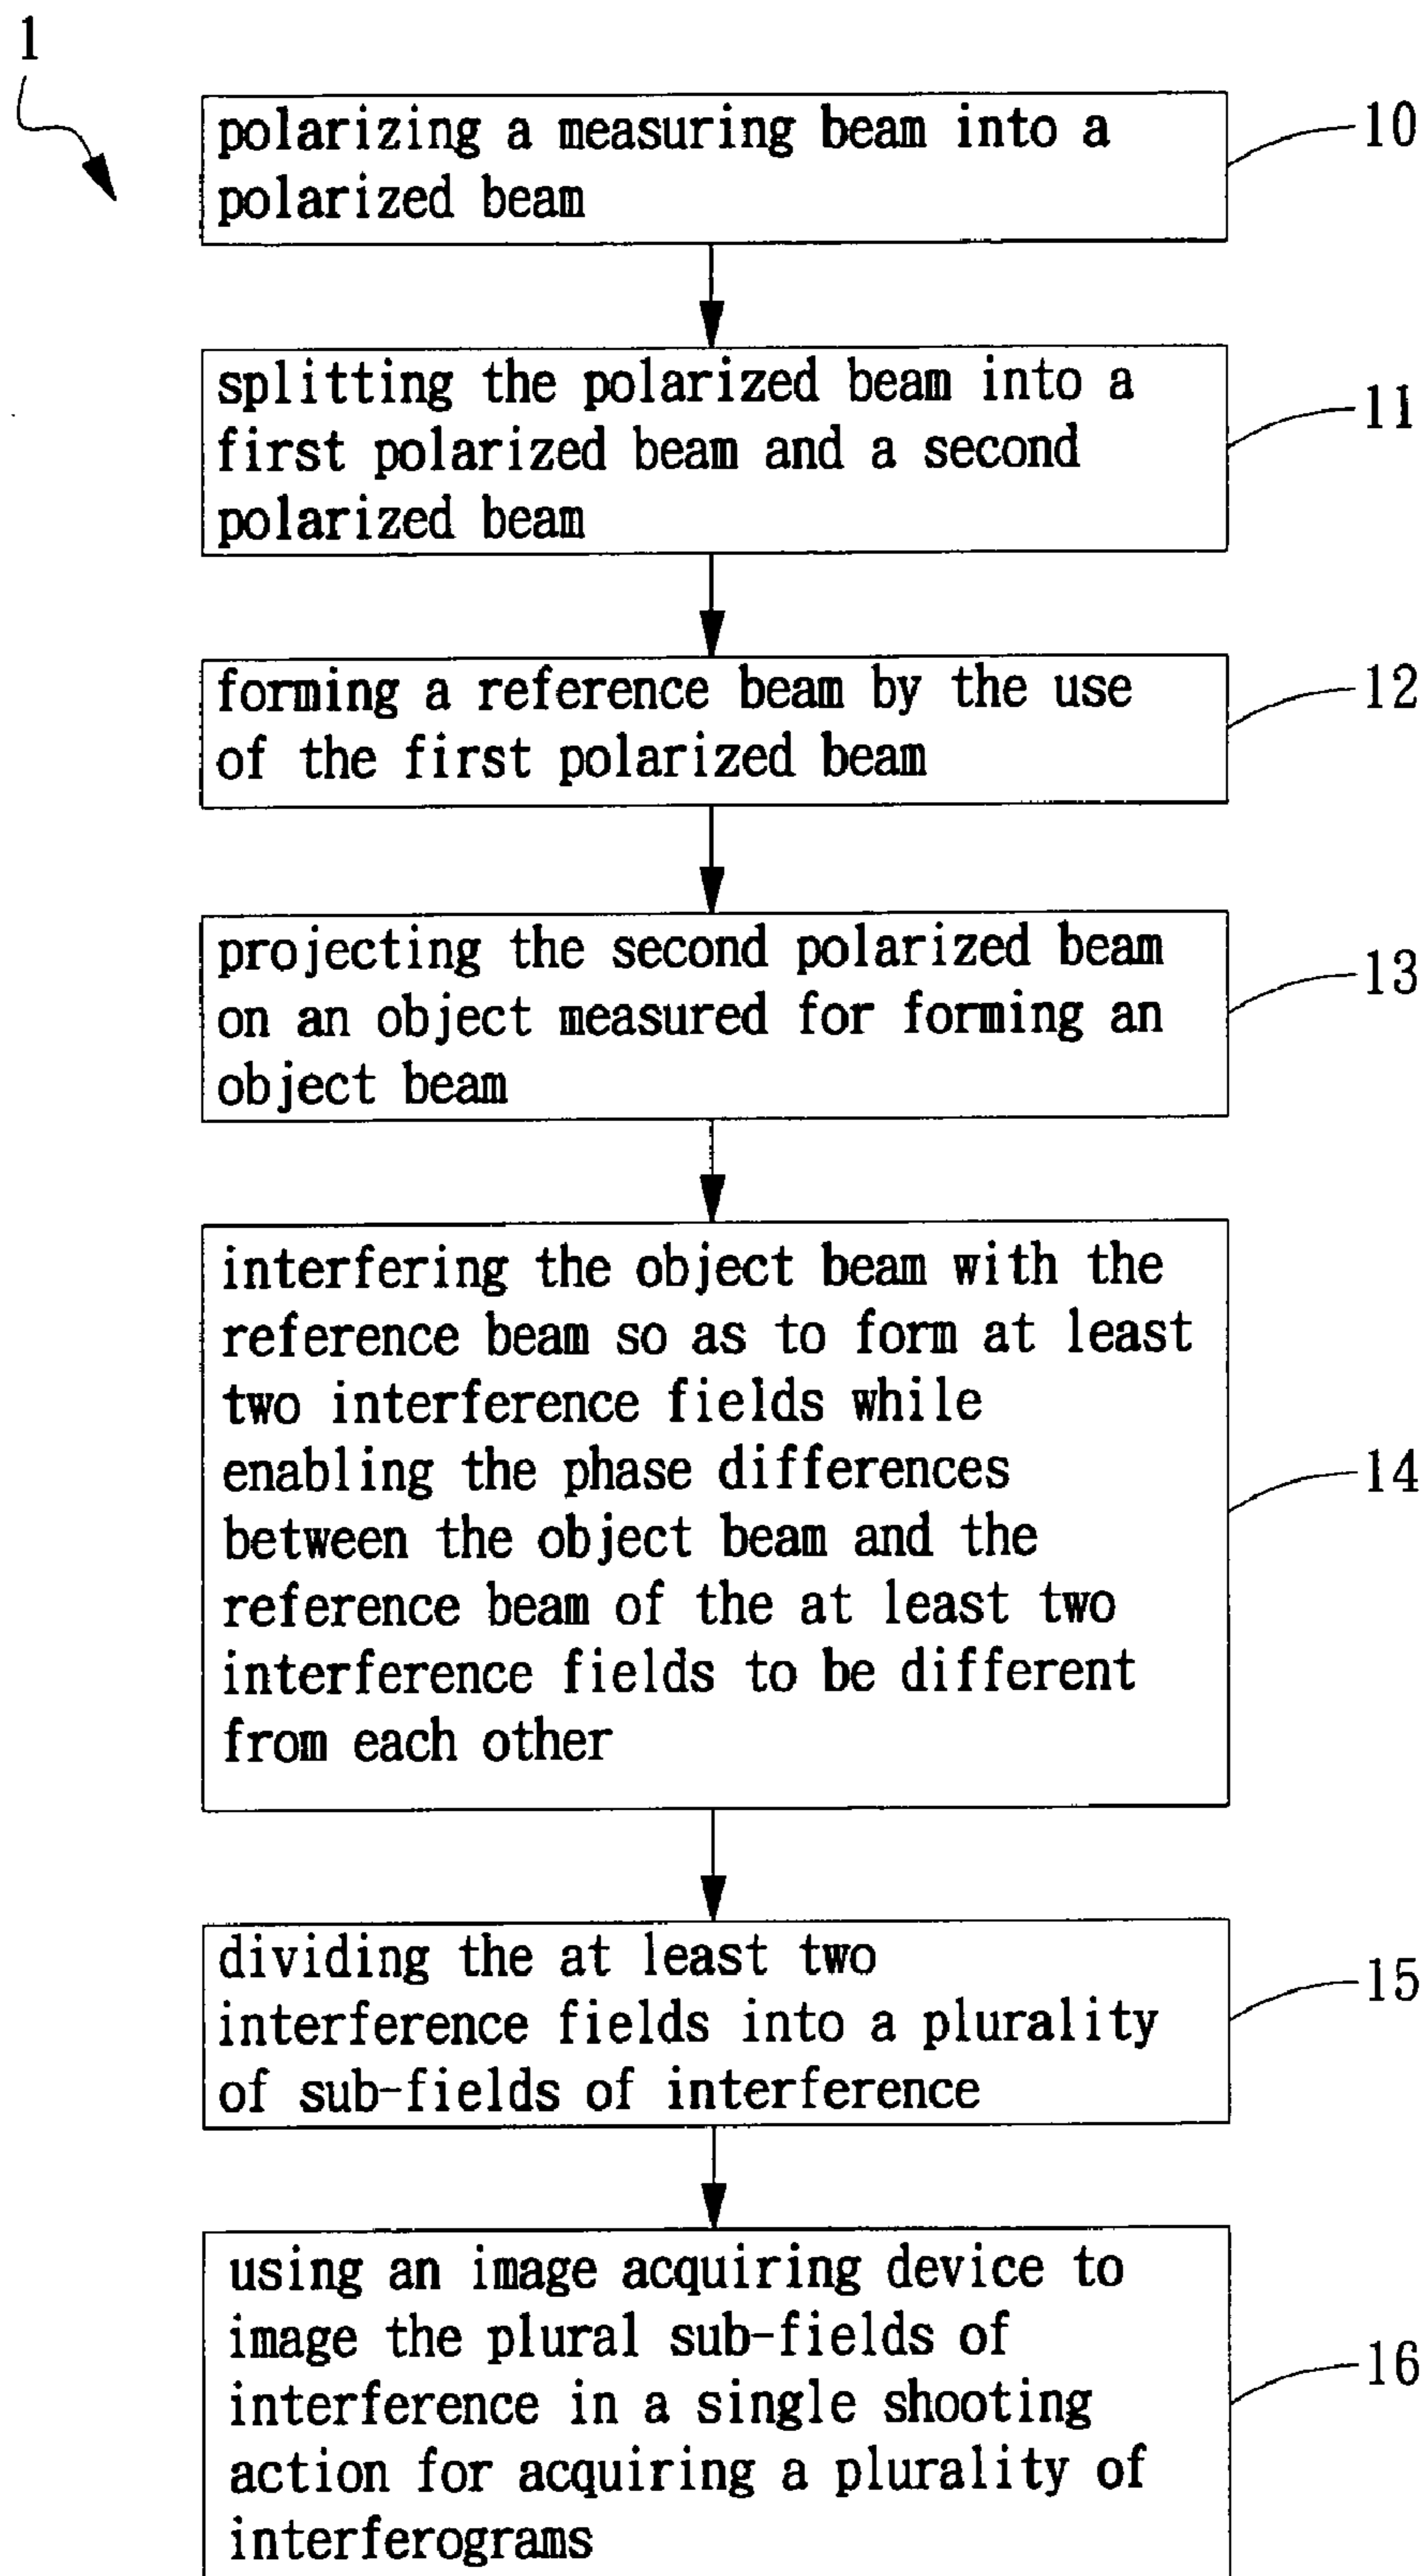 1
polarizing a measuring beam into a
polarized beam
10
splitting the polarized beam into a
first polarized beam and a second
polarized beam
11
forming a reference beam by the use
of the first polarized beam
12
projecting the second polarized beam
on an object measured for forming an
object beam
13
interfering the object beam with the
reference beam so as to form at least
two interference fields while
enabling the phase differences
between the object beam and the
reference beam of the at least two
interference fields to be different
from each other
14
dividing the at least two
interference fields into a plurality
of sub-fields of interference
15
using an image acquiring device to
image the plural sub-fields of
interference in a single shooting
action for acquiring a plurality of
interferograms
16